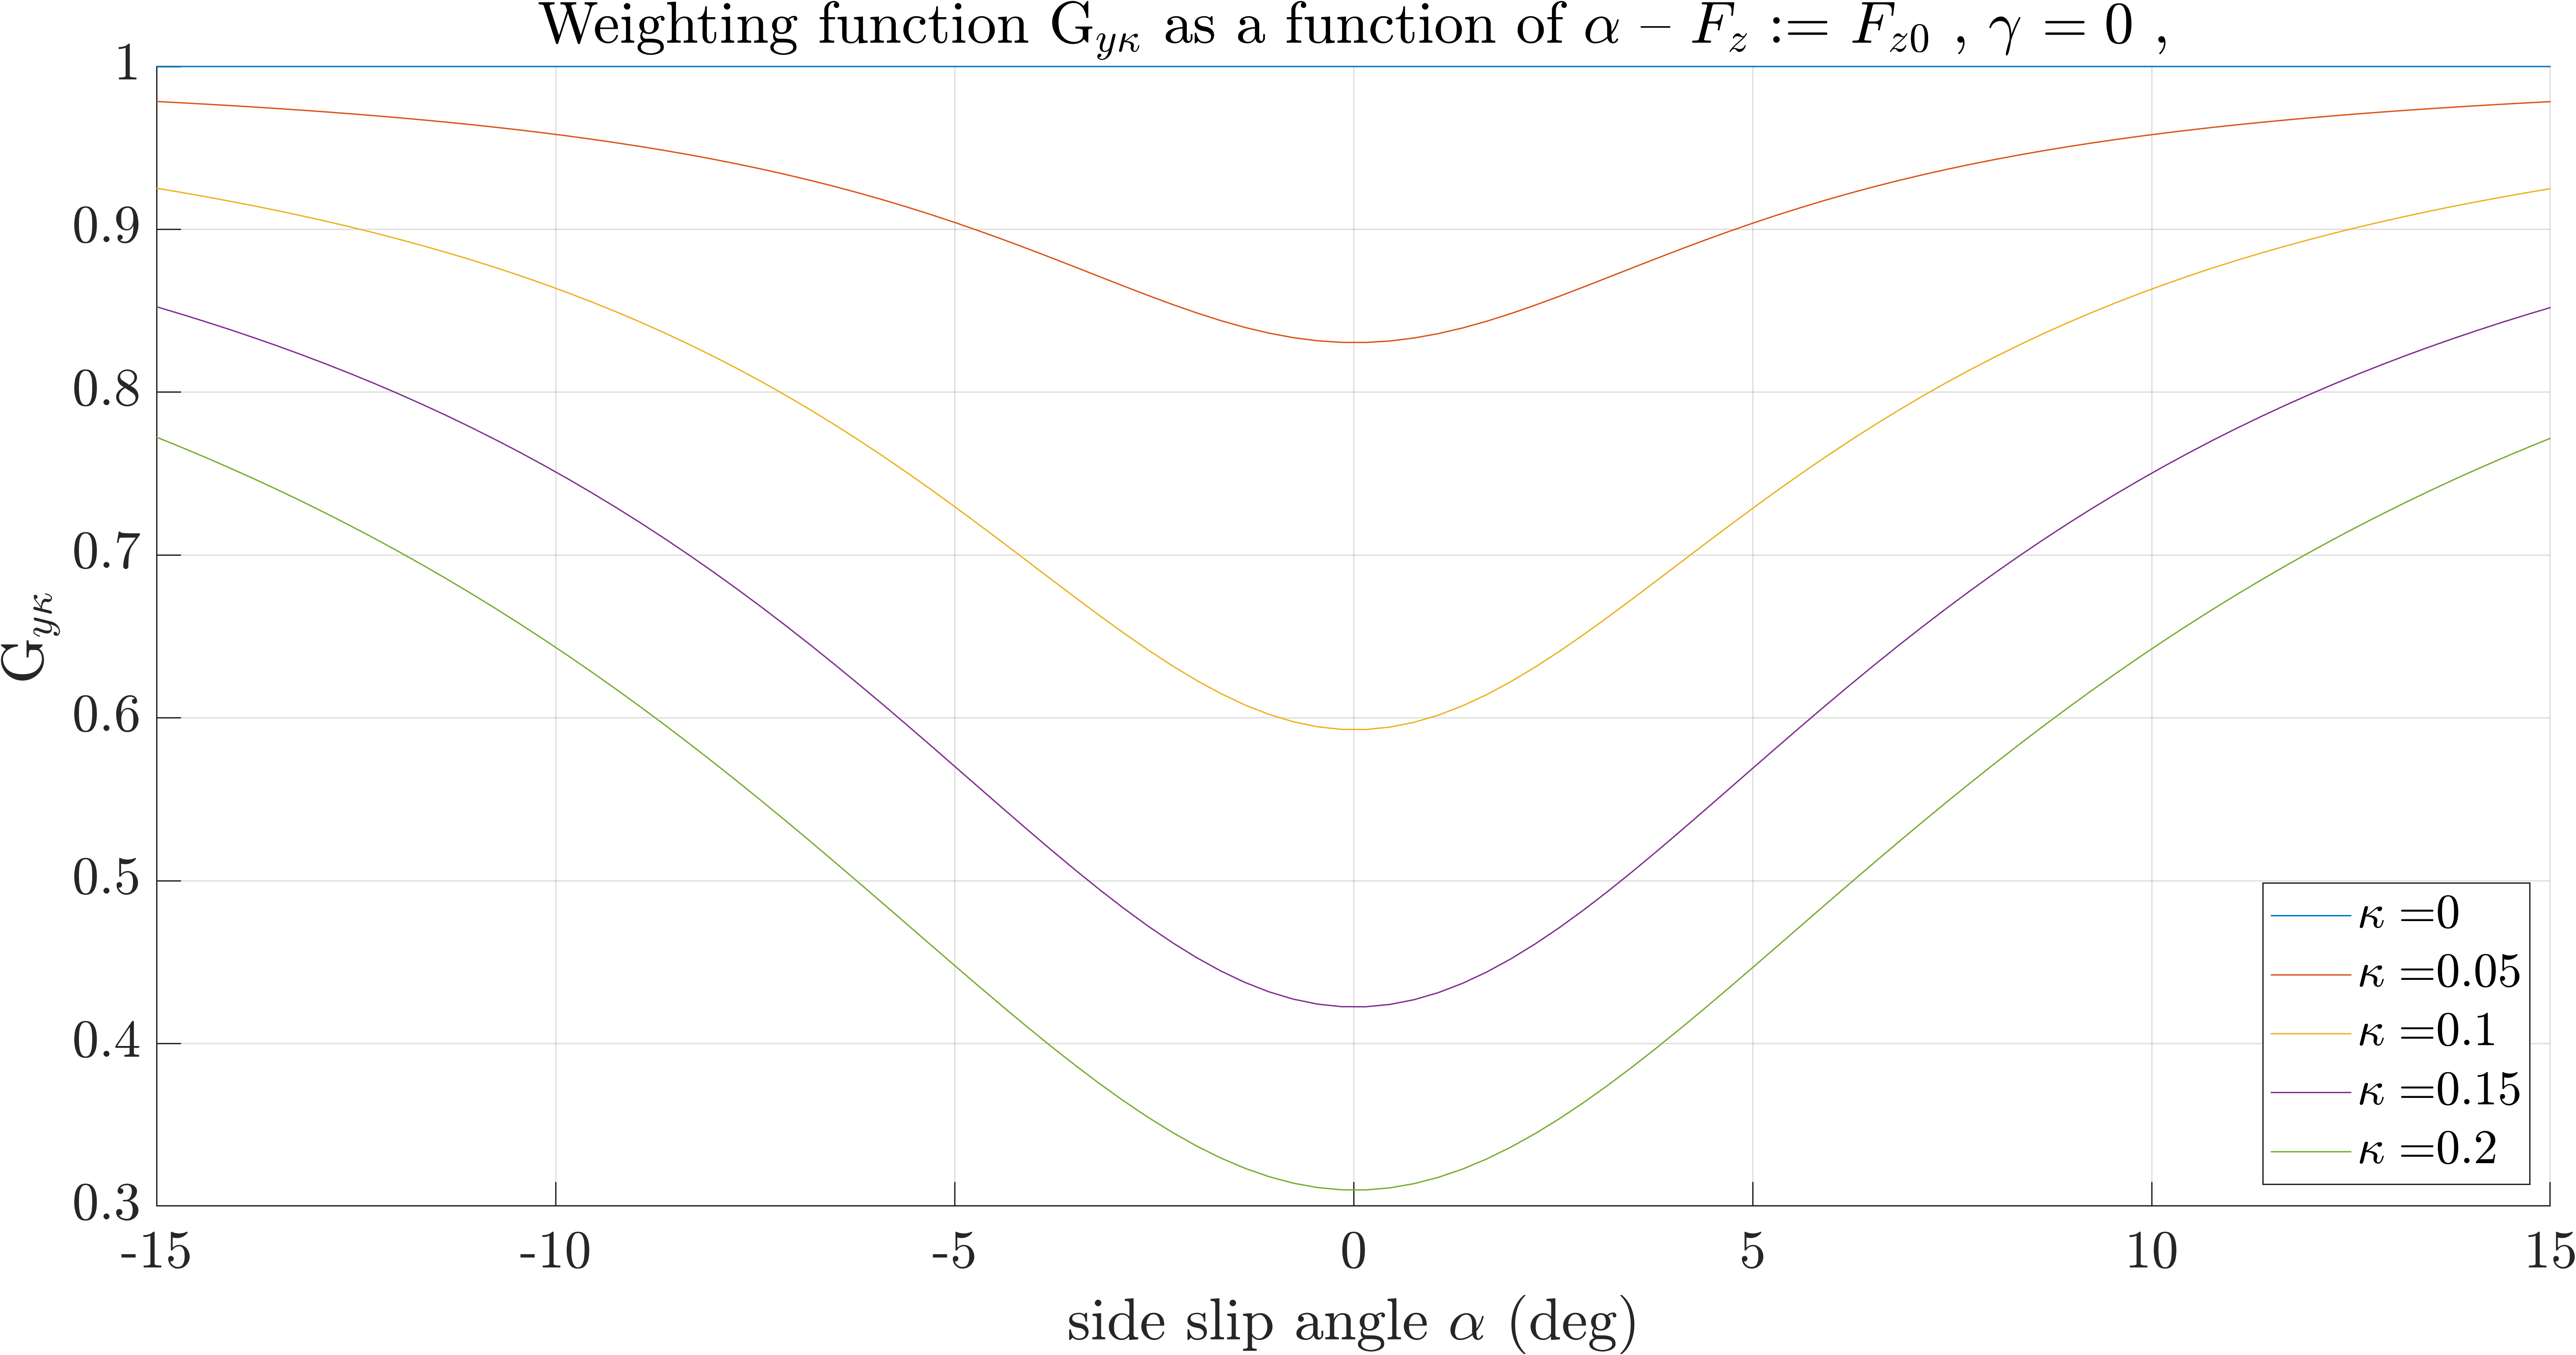 Weighting function G_{yκ} as a function of α – F_z := F_{z0} , γ = 0 ,
1
0.9
0.8
0.7
0.6
0.5
0.4
0.3
G_{yκ}
-15 -10 -5 0 5 10 15
side slip angle α (deg)
κ =0
κ =0.05
κ =0.1
κ =0.15
κ =0.2